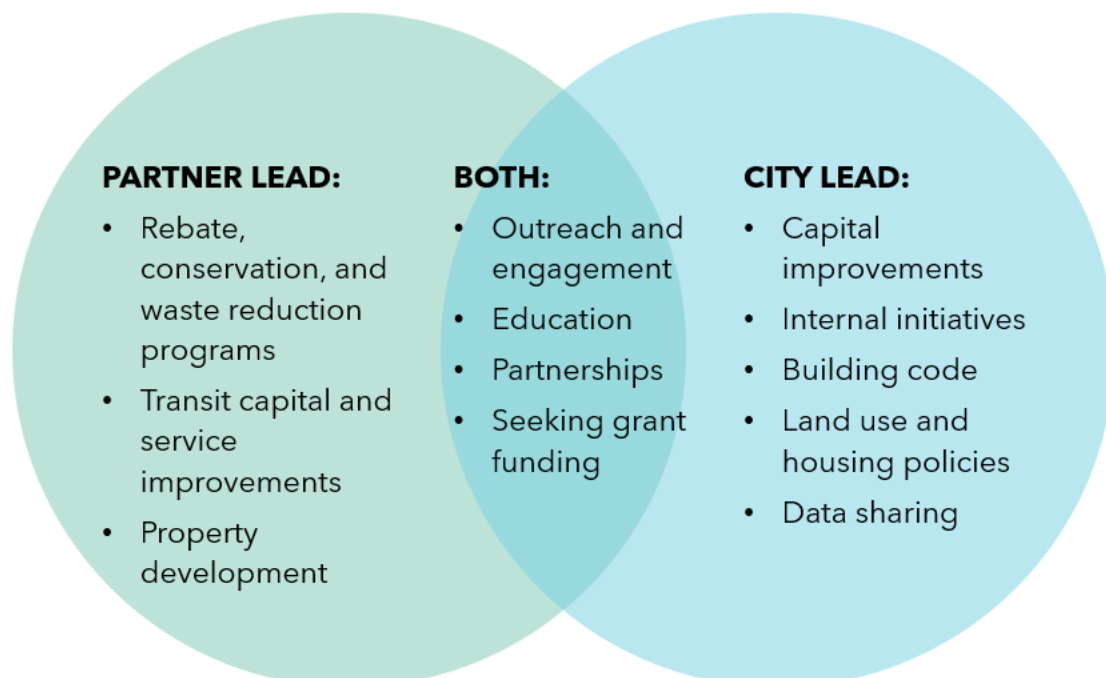 PARTNER LEAD:
• Rebate,
conservation, and
waste reduction
programs
• Transit capital and
service
improvements
• Property
development
BOTH:
• Outreach and
engagement
• Education
• Partnerships
• Seeking grant
funding
CITY LEAD:
• Capital
improvements
• Internal initiatives
• Building code
• Land use and
housing policies
• Data sharing